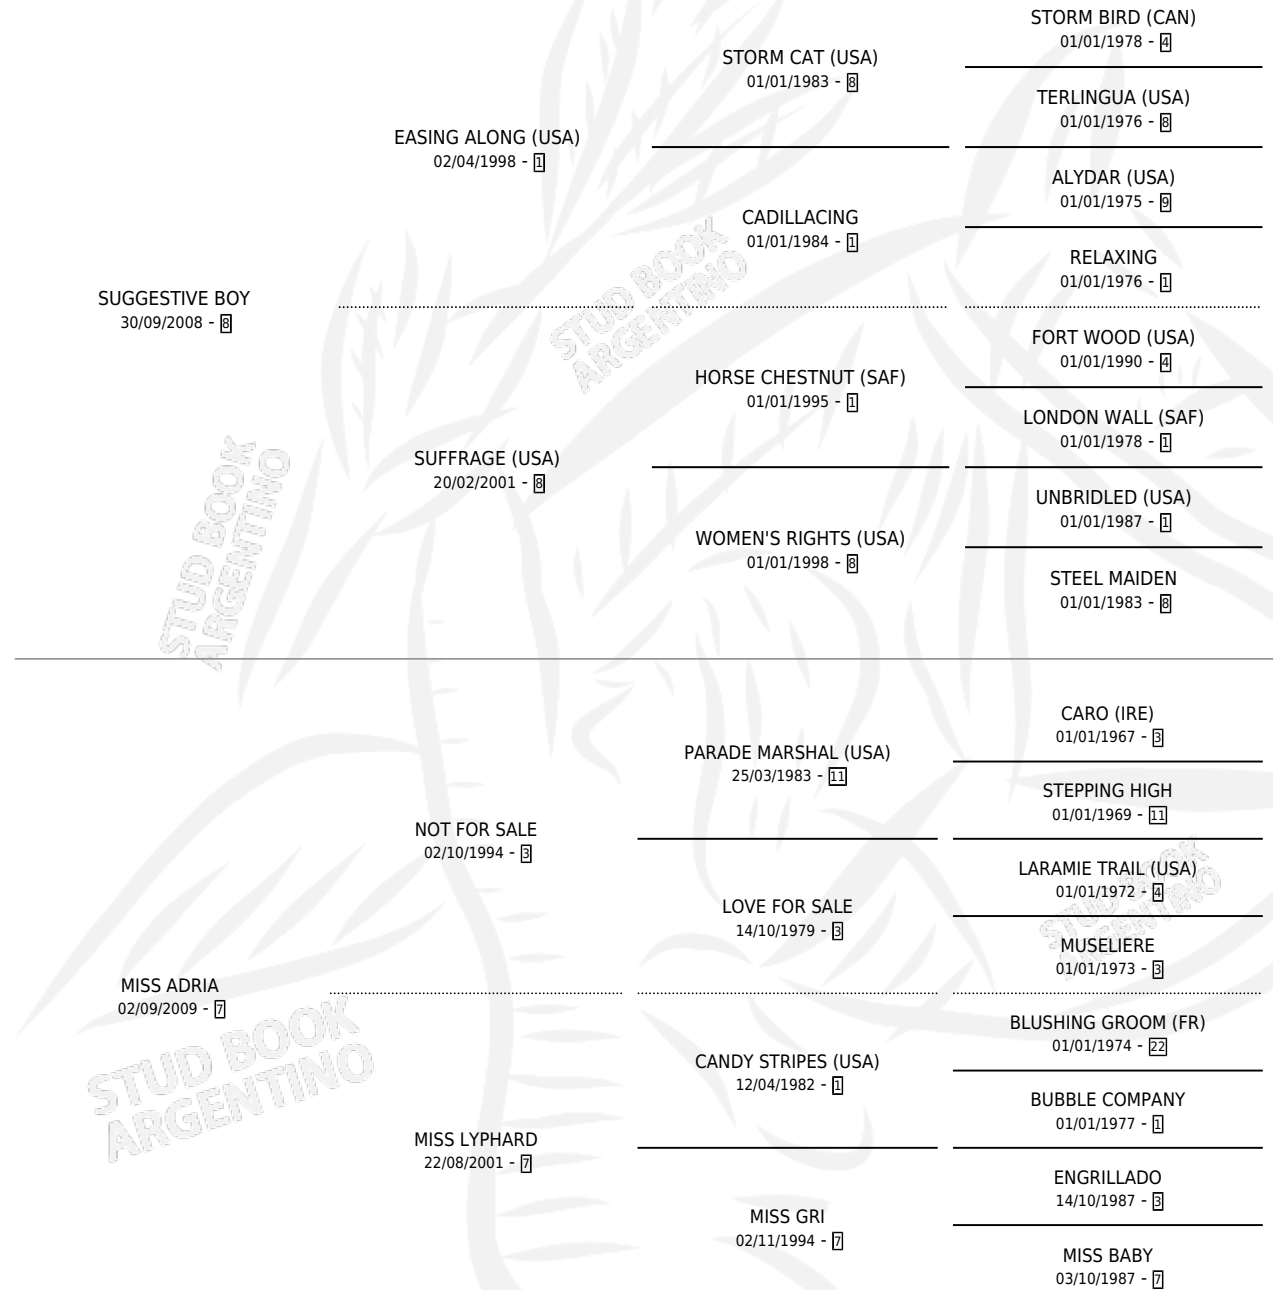 STORM BIRD (CAN)
01/01/1978 - 4
STORM CAT (USA)
01/01/1983 - 8
TERLINGUA (USA)
01/01/1976 - 8
EASING ALONG (USA)
02/04/1998 - 1
ALYDAR (USA)
01/01/1975 - 9
CADILLACING
01/01/1984 - 1
RELAXING
01/01/1976 - 1
SUGGESTIVE BOY
30/09/2008 - 8
STUD BOOK
ARGENTINO
FORT WOOD (USA)
01/01/1990 - 4
HORSE CHESTNUT (SAF)
01/01/1995 - 1
LONDON WALL (SAF)
01/01/1978 - 1
SUFFRAGE (USA)
20/02/2001 - 8
UNBRIDLED (USA)
01/01/1987 - 1
WOMEN'S RIGHTS (USA)
01/01/1998 - 8
STEEL MAIDEN
01/01/1983 - 8
STUD BOOK
ARGENTINO
CARO (IRE)
01/01/1967 - 3
PARADE MARSHAL (USA)
25/03/1983 - 11
STEPPING HIGH
01/01/1969 - 11
NOT FOR SALE
02/10/1994 - 3
LARAMIE TRAIL (USA)
01/01/1972 - 4
LOVE FOR SALE
14/10/1979 - 3
MUSELIERE
01/01/1973 - 3
STUD BOOK
ARGENTINO
MISS ADRIA
02/09/2009 - 7
BLUSHING GROOM (FR)
01/01/1974 - 22
CANDY STRIPES (USA)
12/04/1982 - 1
BUBBLE COMPANY
01/01/1977 - 1
STUD BOOK
ARGENTINO
MISS LYPHARD
22/08/2001 - 7
ENGRILLADO
14/10/1987 - 3
MISS GRI
02/11/1994 - 7
MISS BABY
03/10/1987 - 7